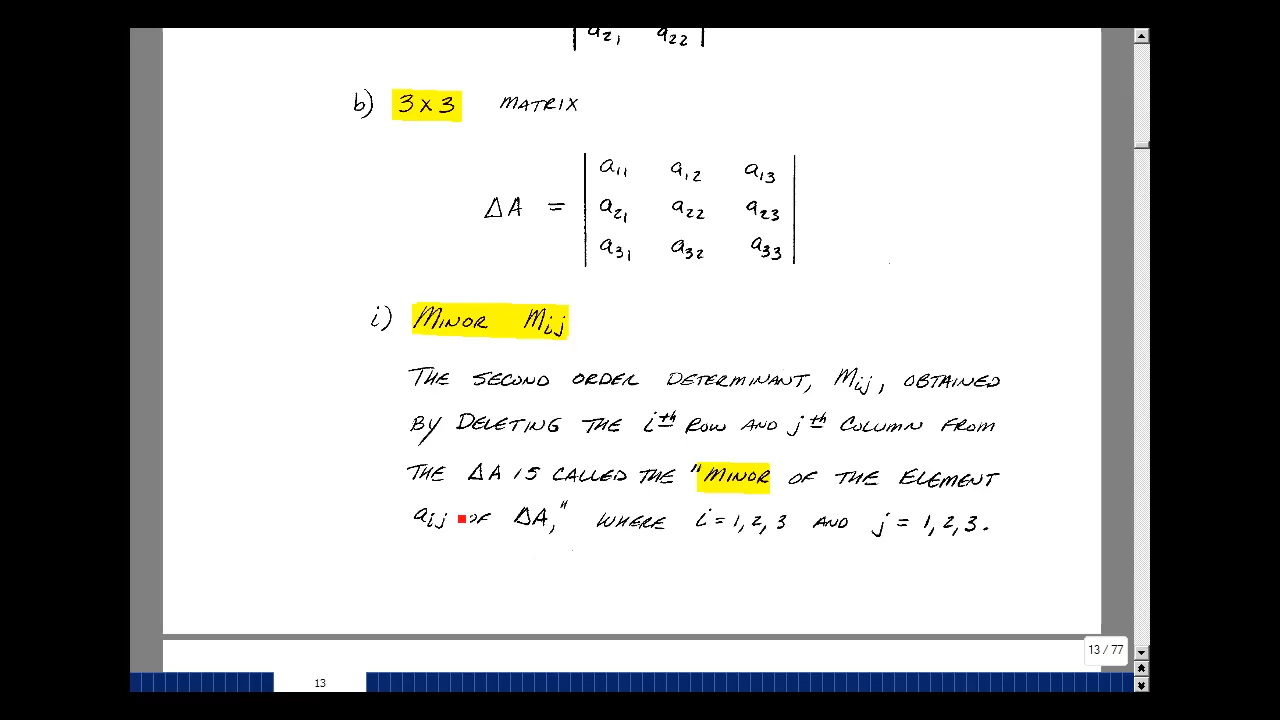 a21 a22
b) 3 x 3 MATRIX
a11 a12 a13
ΔA = a21 a22 a23
a31 a32 a33
i) MINOR Mij
THE SECOND ORDER DETERMINANT, Mij, OBTAINED
BY DELETING THE ith ROW AND jth COLUMN FROM
THE ΔA IS CALLED THE "MINOR OF THE ELEMENT
aij OF ΔA," WHERE i = 1, 2, 3 AND j = 1, 2, 3.
13 / 77
13